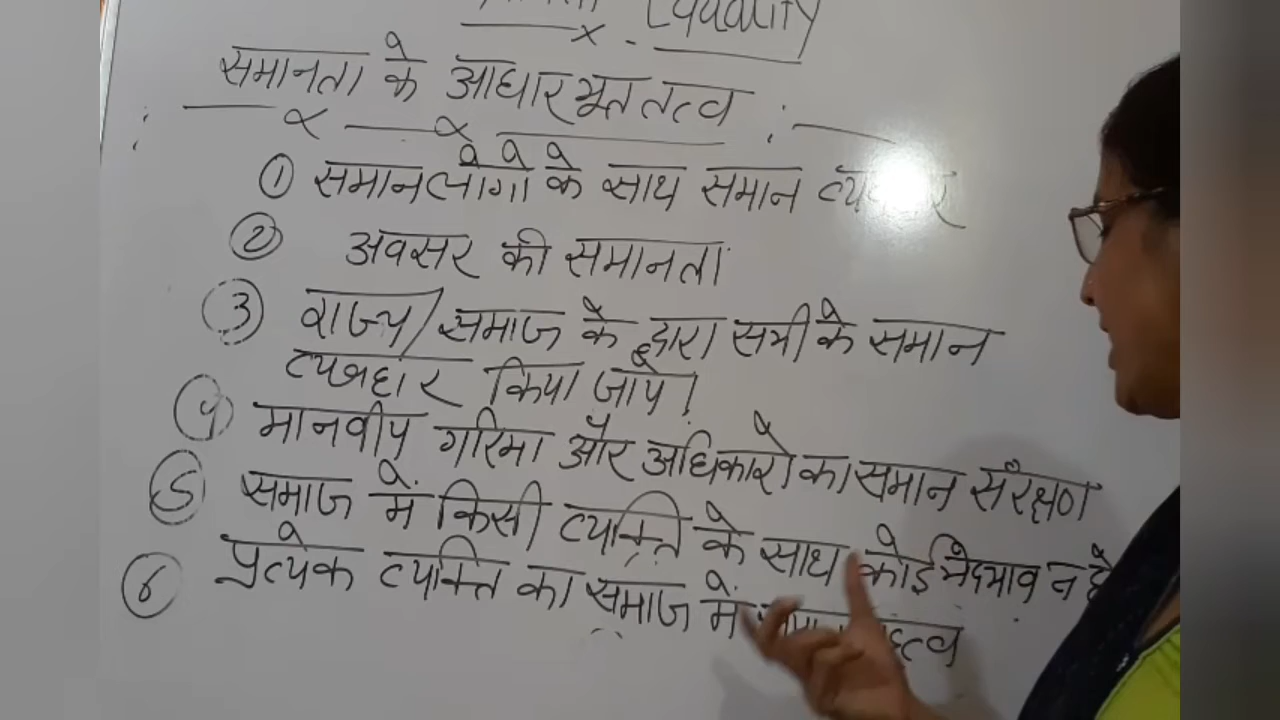 Equality
समानता के आधारभूत तत्व :
① समान लोगों के साथ समान
② अवसर की समानता
③ राज्य/समाज के द्वारा सभी के समान
व्यवहार किया जाये।
④ मानवीय गरिमा और अधिकारों का समान संरक्षण
⑤ समाज में किसी व्यक्ति के साथ कोई भेदभाव न हो
⑥ प्रत्येक व्यक्ति का समाज में